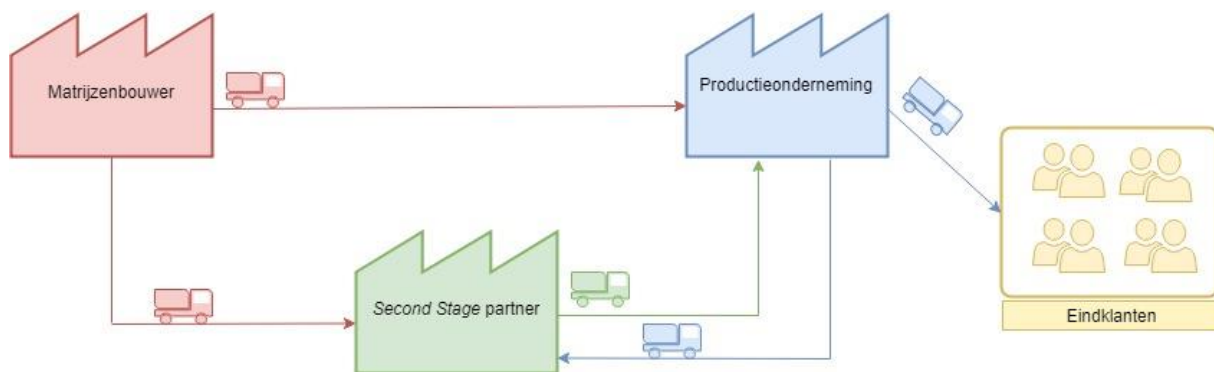 Matrijzenbouwer
Productieonderneming
Second Stage partner
Eindklanten